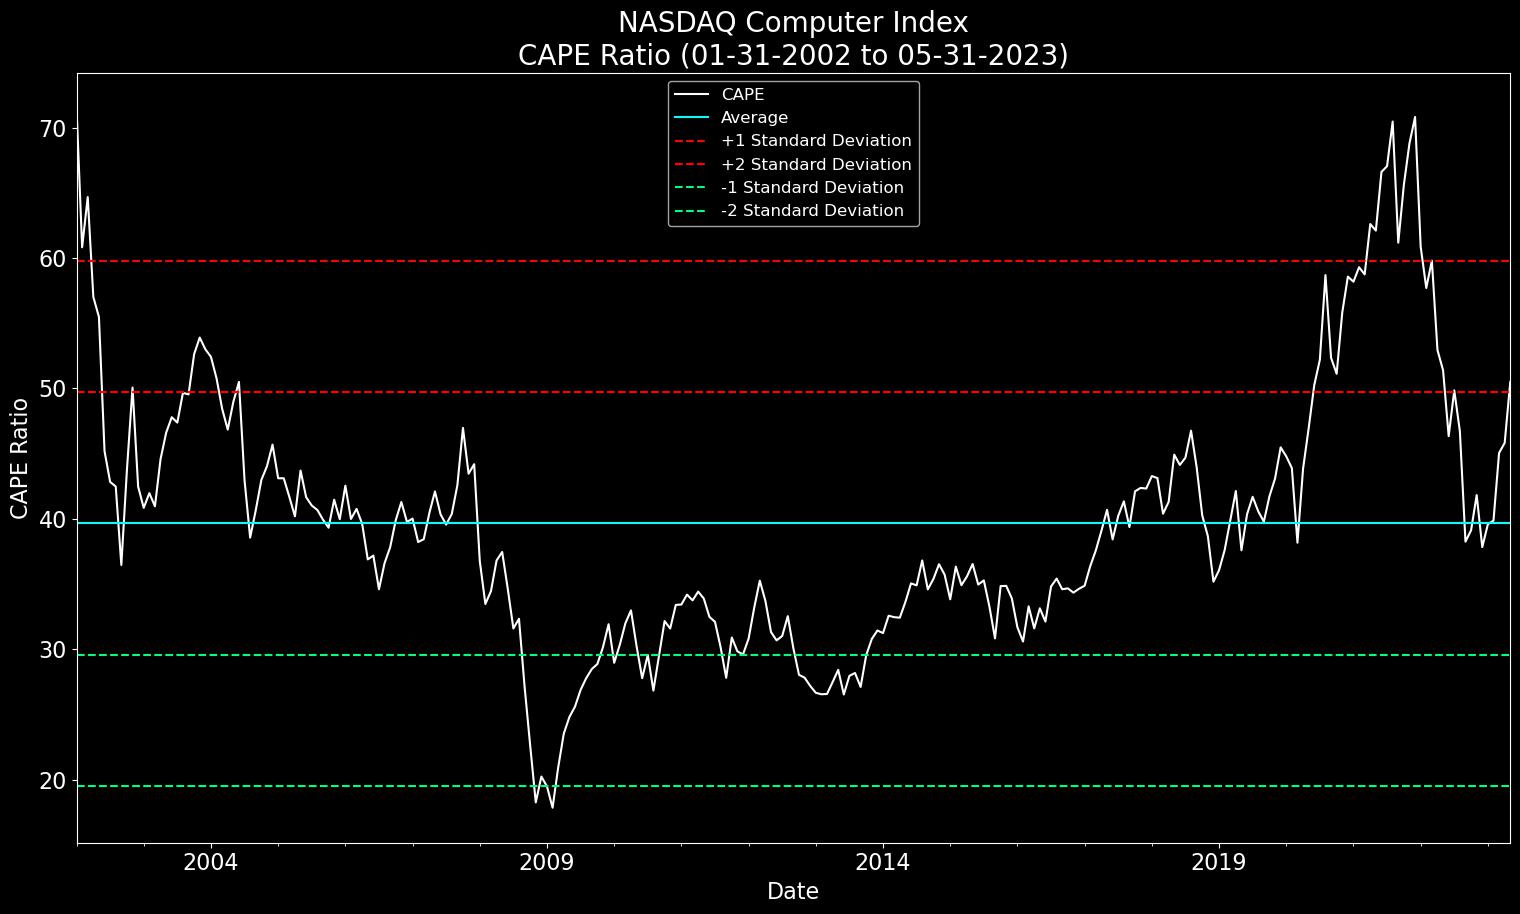 NASDAQ Computer Index
CAPE Ratio (01-31-2002 to 05-31-2023)
CAPE
Average
+1 Standard Deviation
+2 Standard Deviation
-1 Standard Deviation
-2 Standard Deviation
CAPE Ratio
70
60
50
40
30
20
2004
2009
2014
2019
Date